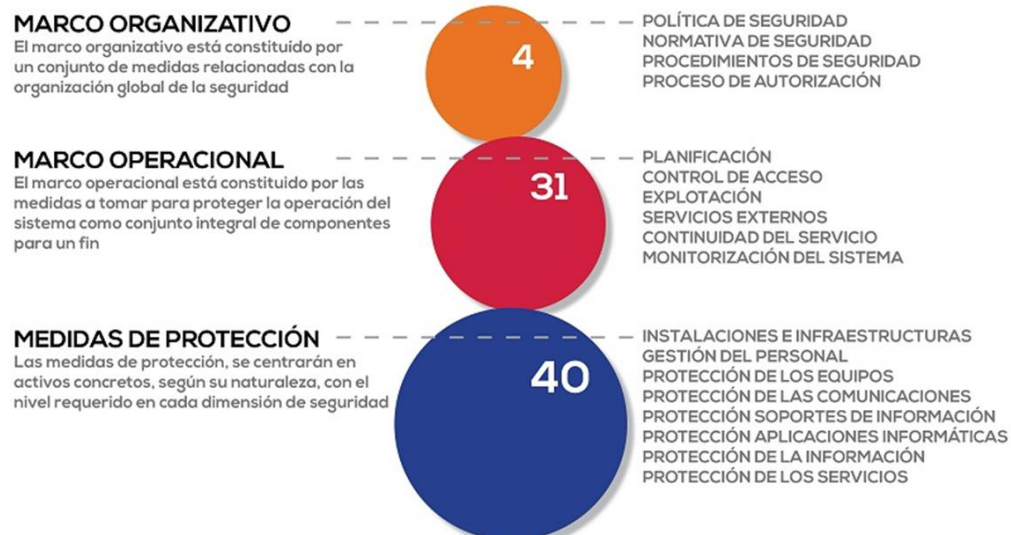 MARCO ORGANIZATIVO
El marco organizativo está constituido por
un conjunto de medidas relacionadas con la
organización global de la seguridad
4
POLÍTICA DE SEGURIDAD
NORMATIVA DE SEGURIDAD
PROCEDIMIENTOS DE SEGURIDAD
PROCESO DE AUTORIZACIÓN
MARCO OPERACIONAL
El marco operacional está constituido por las
medidas a tomar para proteger la operación del
sistema como conjunto integral de componentes
para un fin
31
PLANIFICACIÓN
CONTROL DE ACCESO
EXPLOTACIÓN
SERVICIOS EXTERNOS
CONTINUIDAD DEL SERVICIO
MONITORIZACIÓN DEL SISTEMA
MEDIDAS DE PROTECCIÓN
Las medidas de protección, se centrarán en
activos concretos, según su naturaleza, con el
nivel requerido en cada dimensión de seguridad
40
INSTALACIONES E INFRAESTRUCTURAS
GESTIÓN DEL PERSONAL
PROTECCIÓN DE LOS EQUIPOS
PROTECCIÓN DE LAS COMUNICACIONES
PROTECCIÓN SOPORTES DE INFORMACIÓN
PROTECCIÓN APLICACIONES INFORMÁTICAS
PROTECCIÓN DE LA INFORMACIÓN
PROTECCIÓN DE LOS SERVICIOS